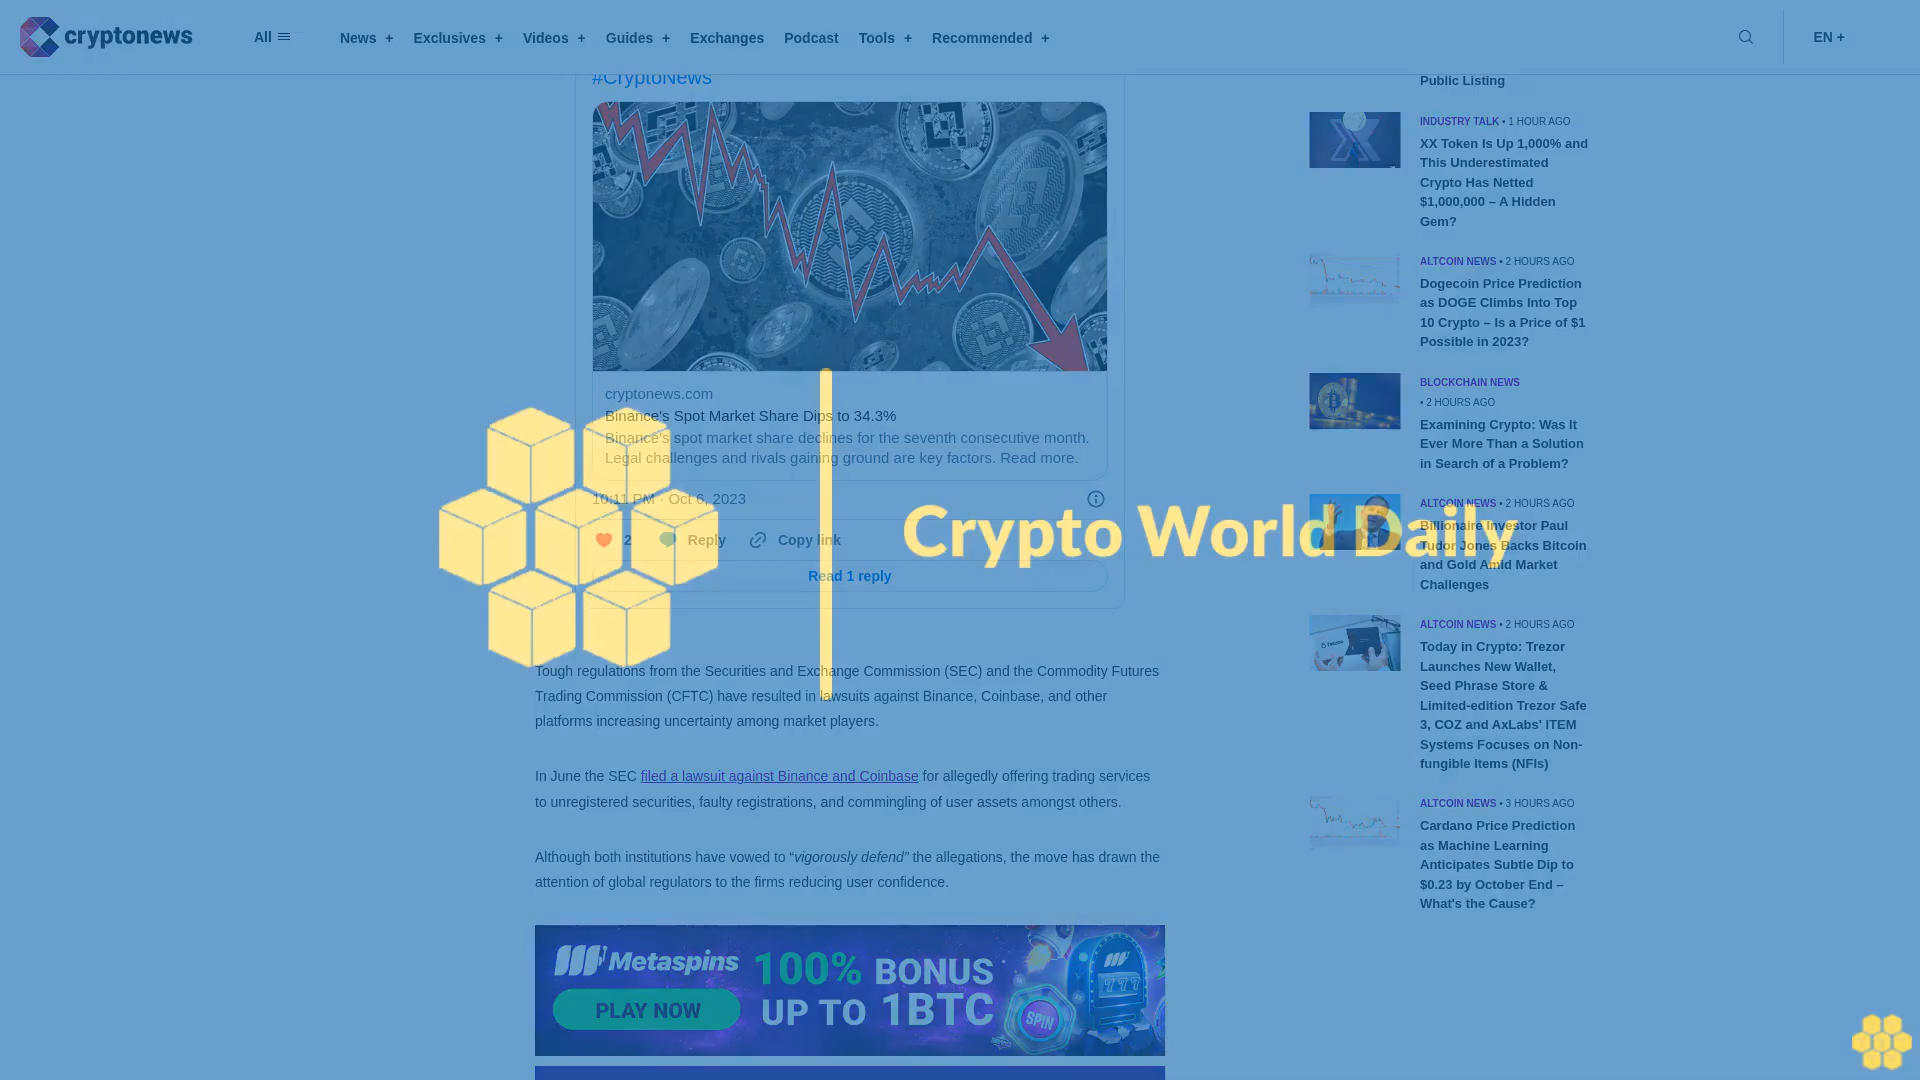 cryptonews
All
News +
Exclusives +
Videos +
Guides +
Exchanges
Podcast
Tools +
Recommended +
EN +
#CryptoNews
cryptonews.com
Binance's Spot Market Share Dips to 34.3%
Binance's spot market share declines for the seventh consecutive month.
Legal challenges and rivals gaining ground are key factors. Read more.
10:11 PM · Oct 6, 2023
2
Reply
Copy link
Read 1 reply
Crypto World Daily
Tough regulations from the Securities and Exchange Commission (SEC) and the Commodity Futures
Trading Commission (CFTC) have resulted in lawsuits against Binance, Coinbase, and other
platforms increasing uncertainty among market players.
In June the SEC filed a lawsuit against Binance and Coinbase for allegedly offering trading services
to unregistered securities, faulty registrations, and commingling of user assets amongst others.
Although both institutions have vowed to “vigorously defend” the allegations, the move has drawn the
attention of global regulators to the firms reducing user confidence.
Metaspins
PLAY NOW
100% BONUS
UP TO 1BTC
777
SPIN
Public Listing
INDUSTRY TALK • 1 HOUR AGO
XX Token Is Up 1,000% and
This Underestimated
Crypto Has Netted
$1,000,000 – A Hidden
Gem?
ALTCOIN NEWS • 2 HOURS AGO
Dogecoin Price Prediction
as DOGE Climbs Into Top
10 Crypto – Is a Price of $1
Possible in 2023?
BLOCKCHAIN NEWS
• 2 HOURS AGO
Examining Crypto: Was It
Ever More Than a Solution
in Search of a Problem?
ALTCOIN NEWS • 2 HOURS AGO
Billionaire Investor Paul
Tudor Jones Backs Bitcoin
and Gold Amid Market
Challenges
ALTCOIN NEWS • 2 HOURS AGO
Today in Crypto: Trezor
Launches New Wallet,
Seed Phrase Store &
Limited-edition Trezor Safe
3, COZ and AxLabs' ITEM
Systems Focuses on Non-
fungible Items (NFIs)
ALTCOIN NEWS • 3 HOURS AGO
Cardano Price Prediction
as Machine Learning
Anticipates Subtle Dip to
$0.23 by October End –
What's the Cause?